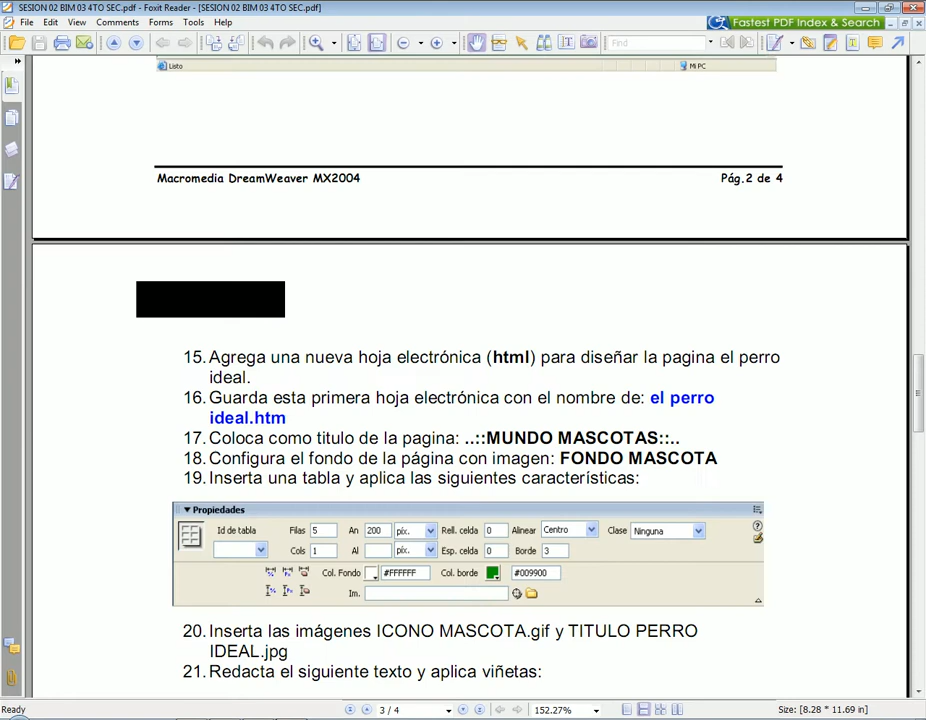 SESION 02 BIM 03 4TO SEC.pdf - Foxit Reader - [SESION 02 BIM 03 4TO SEC.pdf]
File Edit View Comments Forms Tools Help
Fastest PDF Index & Search
Find
Listo Mi PC
Macromedia DreamWeaver MX2004 Pág.2 de 4
15. Agrega una nueva hoja electrónica (html) para diseñar la pagina el perro
ideal.
16. Guarda esta primera hoja electrónica con el nombre de: el perro
ideal.htm
17. Coloca como titulo de la pagina: ..::MUNDO MASCOTAS::..
18. Configura el fondo de la página con imagen: FONDO MASCOTA
19. Inserta una tabla y aplica las siguientes características:
Propiedades
Id de tabla Filas 5 An 200 píx. Rell. celda 0 Alinear Centro Clase Ninguna
Cols 1 Al píx. Esp. celda 0 Borde 3
Col. Fondo #FFFFFF Col. borde #009900
Im.
20. Inserta las imágenes ICONO MASCOTA.gif y TITULO PERRO
IDEAL.jpg
21. Redacta el siguiente texto y aplica viñetas:
Ready 3 / 4 152.27% Size: [8.28 * 11.69 in]